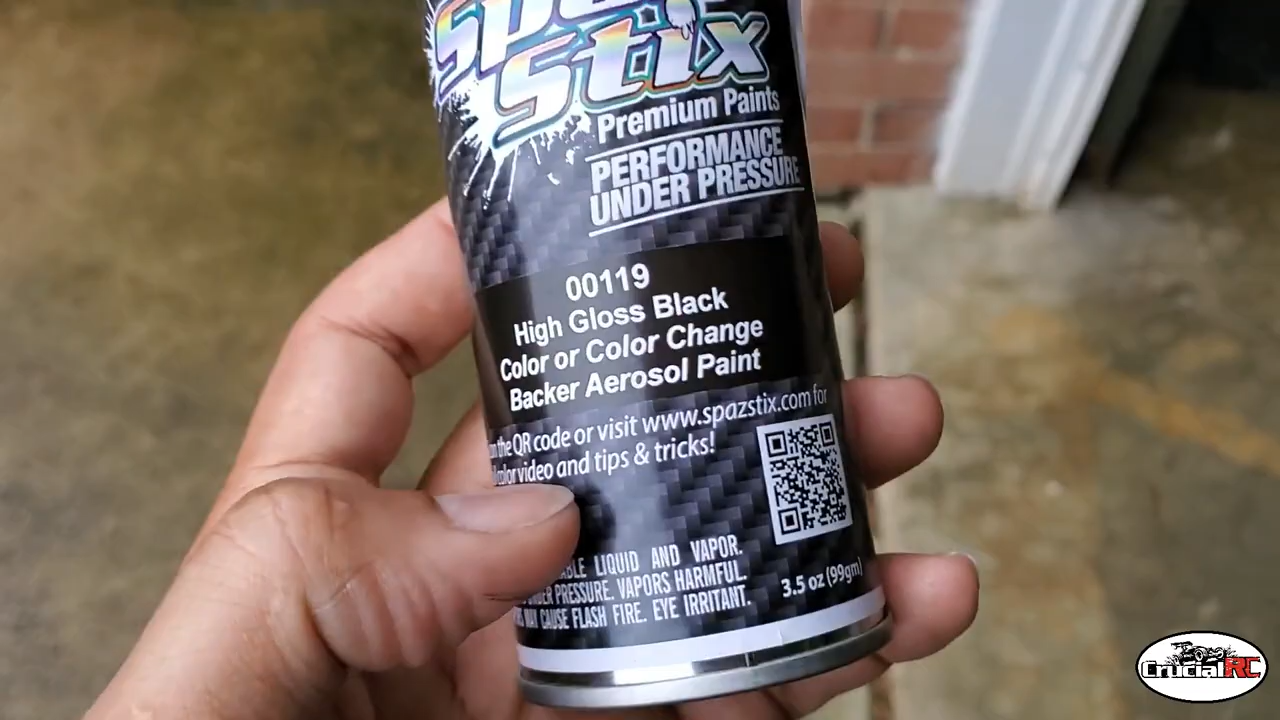 Stix
Premium Paints
PERFORMANCE
UNDER PRESSURE
00119
High Gloss Black
Color or Color Change
Backer Aerosol Paint
the QR code or visit www.spazstix.com for
color video and tips & tricks!
LIQUID AND VAPOR.
UNDER PRESSURE. VAPORS HARMFUL.
MAY CAUSE FLASH FIRE. EYE IRRITANT.
3.5 oz (99gm)
CrucialRC